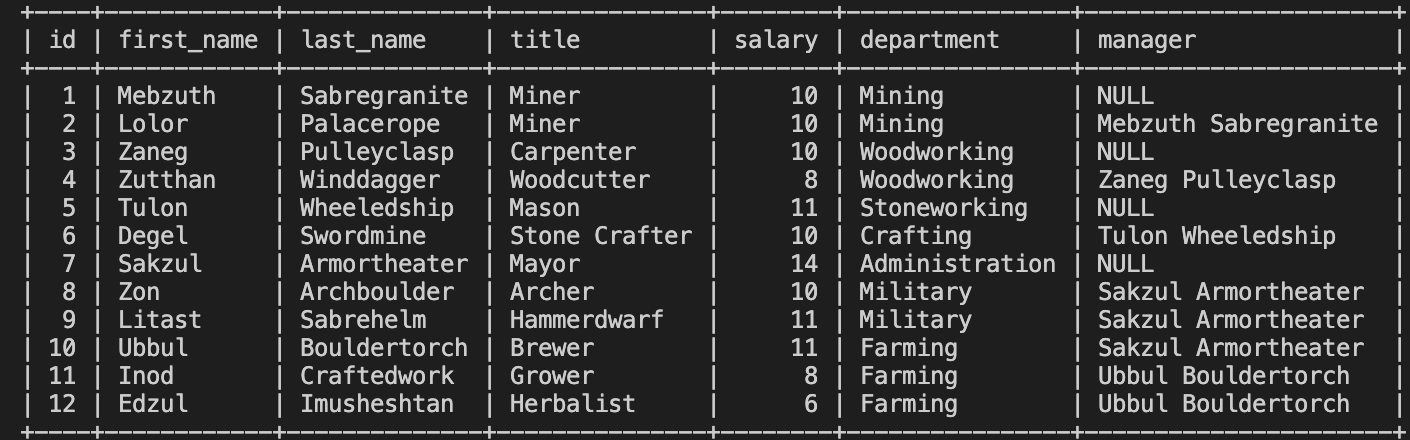 +----+------------+-------------+---------------+--------+----------------+---------------------+
| id | first_name | last_name | title | salary | department | manager |
+----+------------+-------------+---------------+--------+----------------+---------------------+
| 1 | Mebzuth | Sabregranite | Miner | 10 | Mining | NULL |
| 2 | Lolor | Palacerope | Miner | 10 | Mining | Mebzuth Sabregranite |
| 3 | Zaneg | Pulleyclasp | Carpenter | 10 | Woodworking | NULL |
| 4 | Zutthan | Winddagger | Woodcutter | 8 | Woodworking | Zaneg Pulleyclasp |
| 5 | Tulon | Wheeledship | Mason | 11 | Stoneworking | NULL |
| 6 | Degel | Swordmine | Stone Crafter | 10 | Crafting | Tulon Wheeledship |
| 7 | Sakzul | Armortheater | Mayor | 14 | Administration | NULL |
| 8 | Zon | Archboulder | Archer | 10 | Military | Sakzul Armortheater |
| 9 | Litast | Sabrehelm | Hammerdwarf | 11 | Military | Sakzul Armortheater |
| 10 | Ubbul | Bouldertorch | Brewer | 11 | Farming | Sakzul Armortheater |
| 11 | Inod | Craftedwork | Grower | 8 | Farming | Ubbul Bouldertorch |
| 12 | Edzul | Imusheshtan | Herbalist | 6 | Farming | Ubbul Bouldertorch |
+----+------------+-------------+---------------+--------+----------------+---------------------+